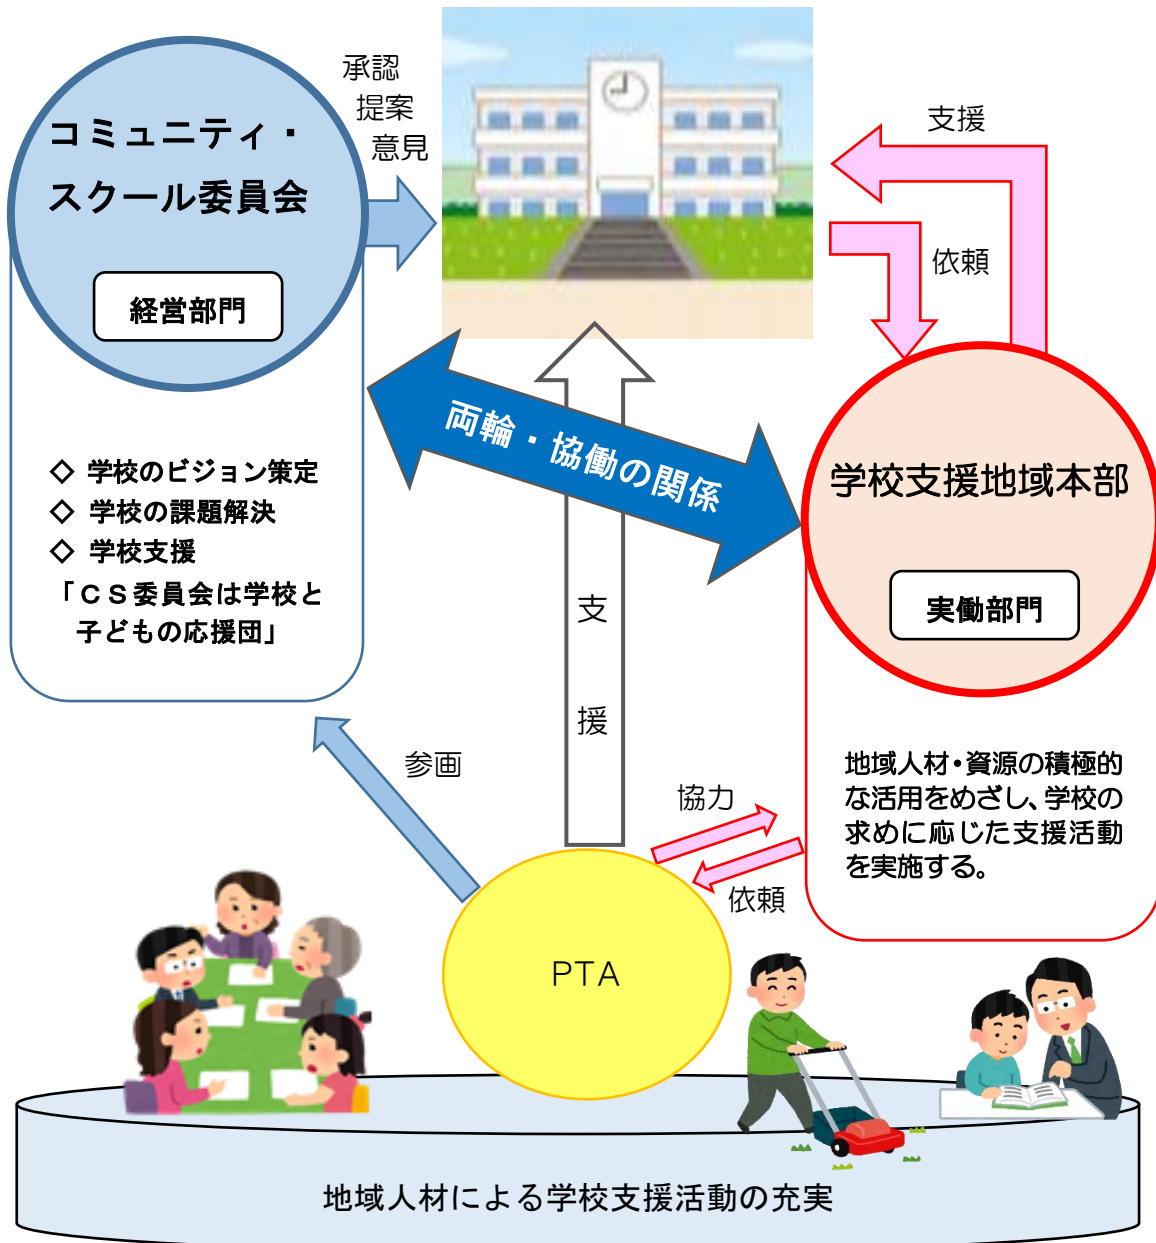 承認
提案
意見
コミュニティ・
スクール委員会
経営部門
支援
依頼
両輪・協働の関係
◇ 学校のビジョン策定
◇ 学校の課題解決
◇ 学校支援
「ＣＳ委員会は学校と
子どもの応援団」
学校支援地域本部
実働部門
支
援
参画
協力
依頼
地域人材・資源の積極的
な活用をめざし、学校の
求めに応じた支援活動
を実施する。
PTA
地域人材による学校支援活動の充実